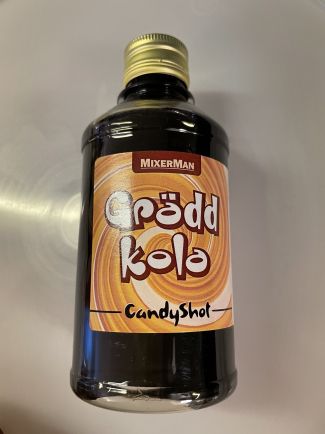 MIXERMAN
Grädd
kola
CandyShot